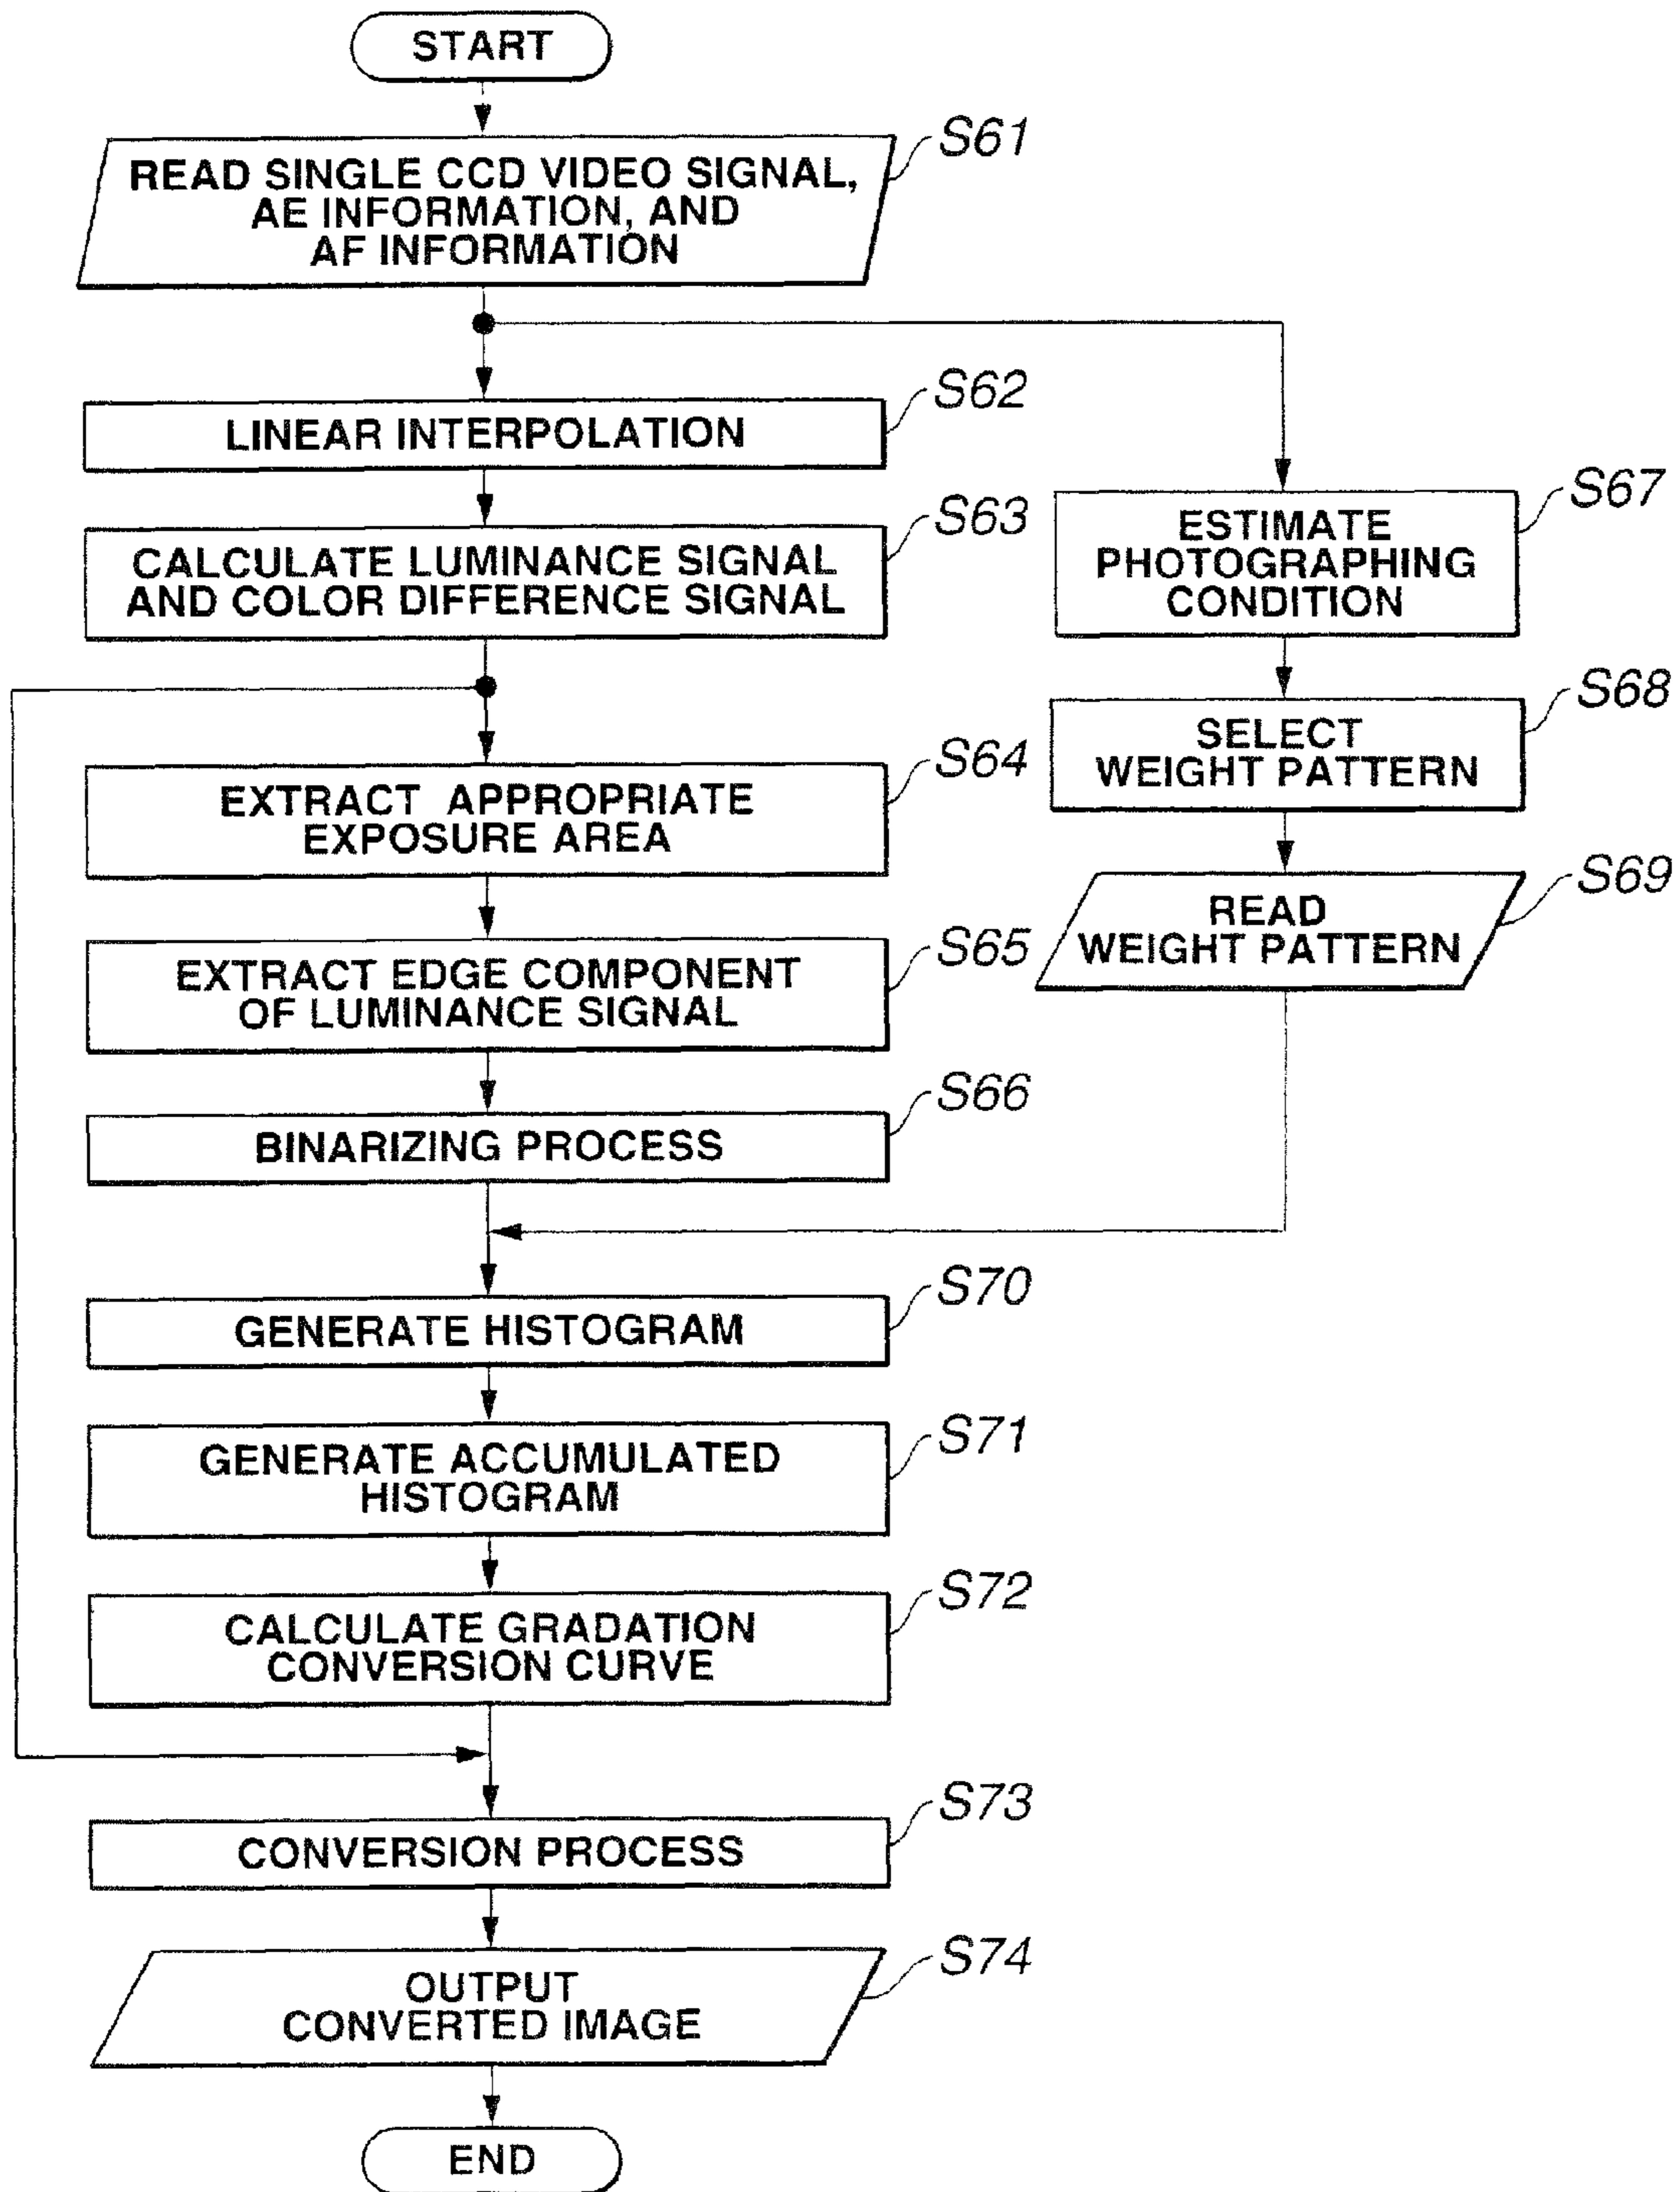 START
S61
READ SINGLE CCD VIDEO SIGNAL,
AE INFORMATION, AND
AF INFORMATION
S62
LINEAR INTERPOLATION
S63
CALCULATE LUMINANCE SIGNAL
AND COLOR DIFFERENCE SIGNAL
S64
EXTRACT APPROPRIATE
EXPOSURE AREA
S65
EXTRACT EDGE COMPONENT
OF LUMINANCE SIGNAL
S66
BINARIZING PROCESS
S67
ESTIMATE
PHOTOGRAPHING
CONDITION
S68
SELECT
WEIGHT PATTERN
S69
READ
WEIGHT PATTERN
S70
GENERATE HISTOGRAM
S71
GENERATE ACCUMULATED
HISTOGRAM
S72
CALCULATE GRADATION
CONVERSION CURVE
S73
CONVERSION PROCESS
S74
OUTPUT
CONVERTED IMAGE
END